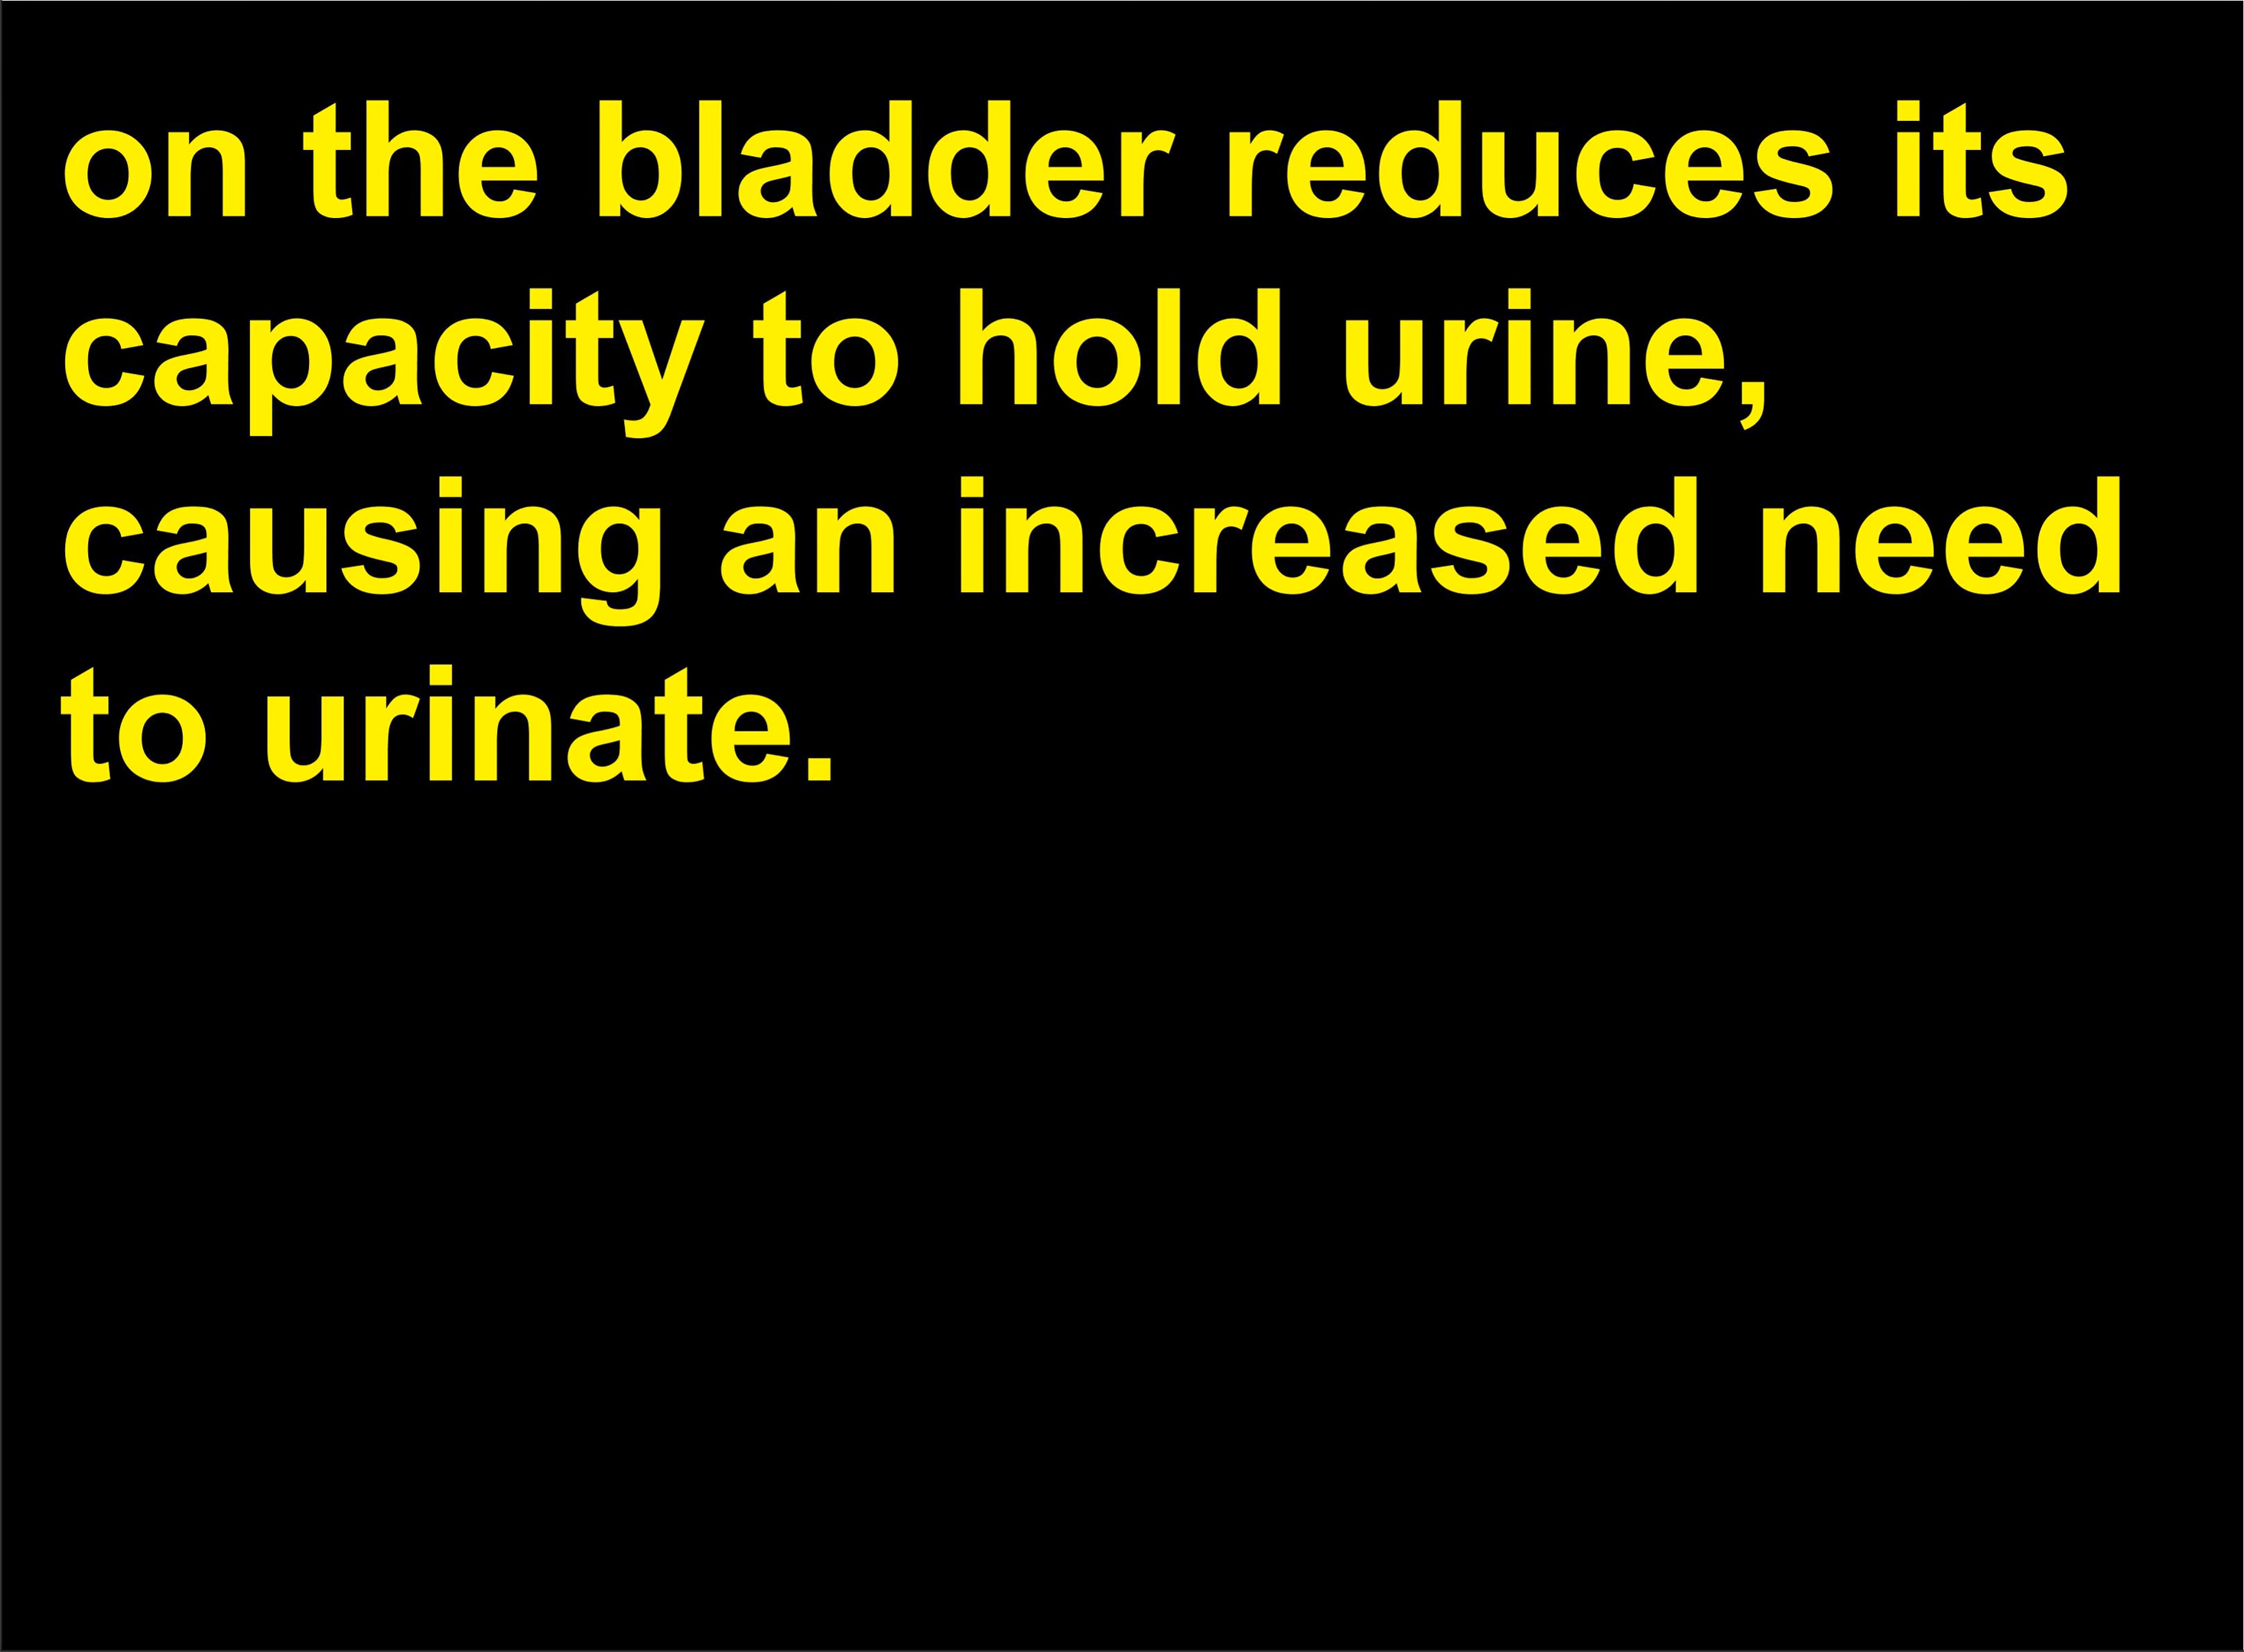 on the bladder reduces its
capacity to hold urine,
causing an increased need
to urinate.